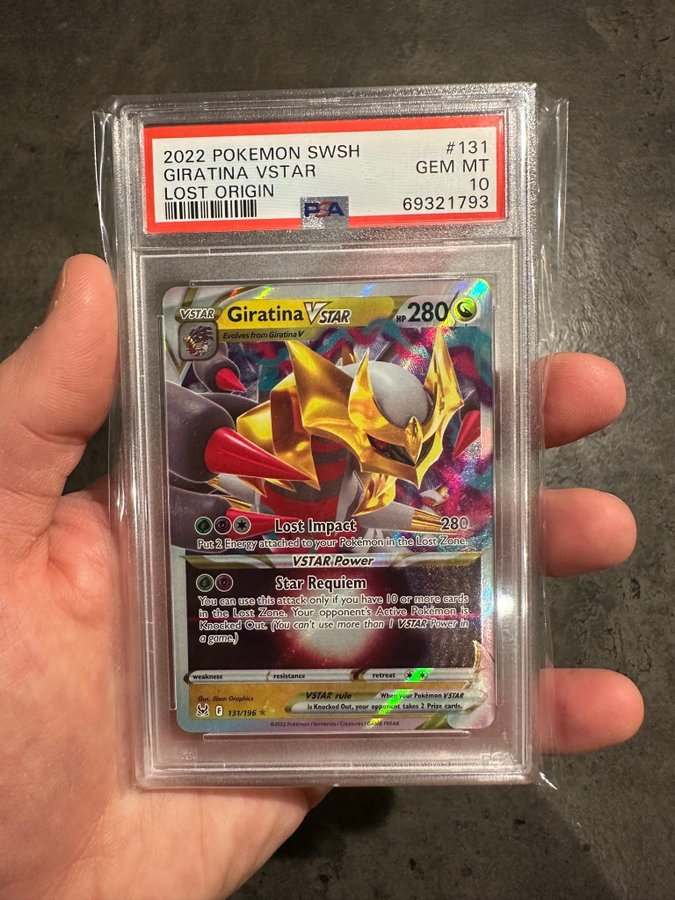 2022 POKEMON SWSH #131
GIRATINA VSTAR GEM MT
LOST ORIGIN 10
PSA 69321793
VSTAR Giratina VSTAR HP 280
Evolves from Giratina V
Lost Impact 280
Put 2 Energy attached to your Pokémon in the Lost Zone.
VSTAR Power
Star Requiem
You can use this attack only if you have 10 or more cards
in the Lost Zone. Your opponent's Active Pokémon is
Knocked Out. (You can't use more than 1 VSTAR Power in
a game.)
weakness resistance retreat
Illus. 5ban Graphics VSTAR rule When your Pokémon VSTAR
is Knocked Out, your opponent takes 2 Prize cards.
F 131/196
©2022 Pokémon / Nintendo / Creatures / GAME FREAK